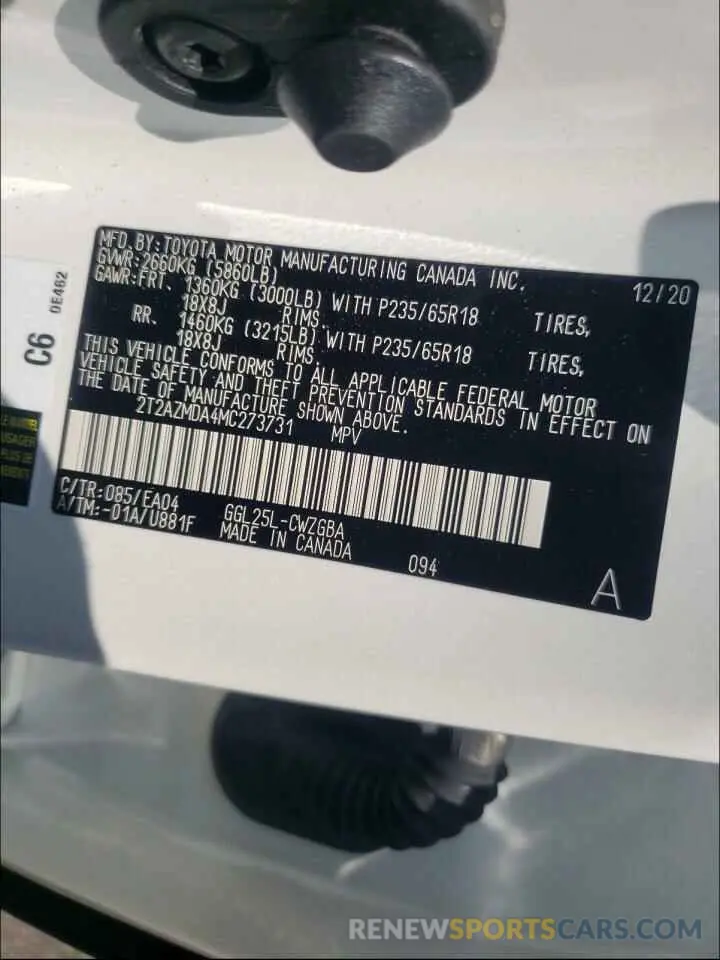 MFD. BY: TOYOTA MOTOR MANUFACTURING CANADA INC. 12/20
GVWR: 2660KG (5860LB)
GAWR: FRT. 1360KG (3000LB) WITH P235/65R18 TIRES,
18X8J RIMS.
RR. 1460KG (3215LB) WITH P235/65R18 TIRES,
18X8J RIMS.
THIS VEHICLE CONFORMS TO ALL APPLICABLE FEDERAL MOTOR
VEHICLE SAFETY AND THEFT PREVENTION STANDARDS IN EFFECT ON
THE DATE OF MANUFACTURE SHOWN ABOVE.
2T2AZMDA4MC273731 MPV
C/TR: 085/EA04 GGL25L-CWZGBA
A/TM: -01A/U881F MADE IN CANADA 094 A
C6 0E462
USAGER
PLUS DE
RENEWSPORTSCARS.COM